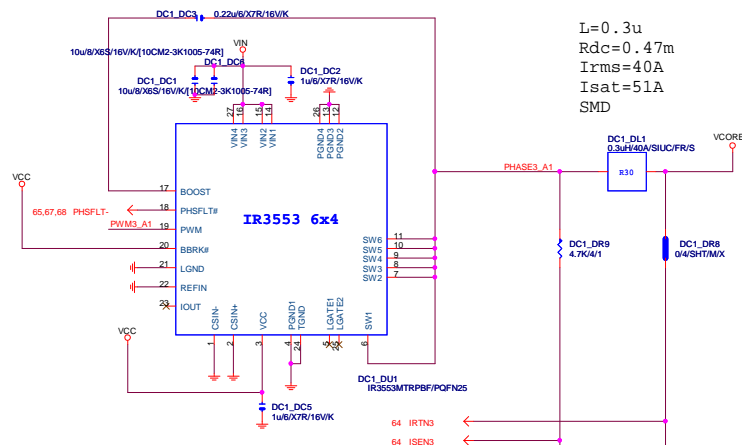 DC1_DC3
0.22u/6/X7R/16V/K
L=0.3u
Rdc=0.47m
Irms=40A
Isat=51A
SMD
VIN
10u/8/X6S/16V/K/[10CM2-3K1005-74R]
DC1_DC6
DC1_DC1
10u/8/X6S/16V/K/[10CM2-3K1005-74R]
DC1_DC2
1u/6/X7R/16V/K
27 16 15 14
26 13 12
VIN4 VIN3 VIN2 VIN1
PGND4 PGND3 PGND2
DC1_DL1
0.3uH/40A/SIUC/FR/S
R30
VCORE
PHASE3_A1
VCC
17 BOOST
65,67,68 PHSFLT-
18 PHSFLT#
PWM3_A1
19 PWM
20 BBRK#
21 LGND
22 REFIN
23 IOUT
IR3553 6x4
SW6 11
SW5 10
SW4 9
SW3 8
SW2 7
DC1_DR9
4.7K/4/1
DC1_DR8
0/4/SHT/M/X
CSIN- CSIN+ VCC PGND1 TGND LGATE1 LGATE2 SW1
1 2 3 4 24 5 25 6
VCC
DC1_DU1
IR3553MTRPBF/PQFN25
DC1_DC5
1u/6/X7R/16V/K
64 IRTN3
64 ISEN3